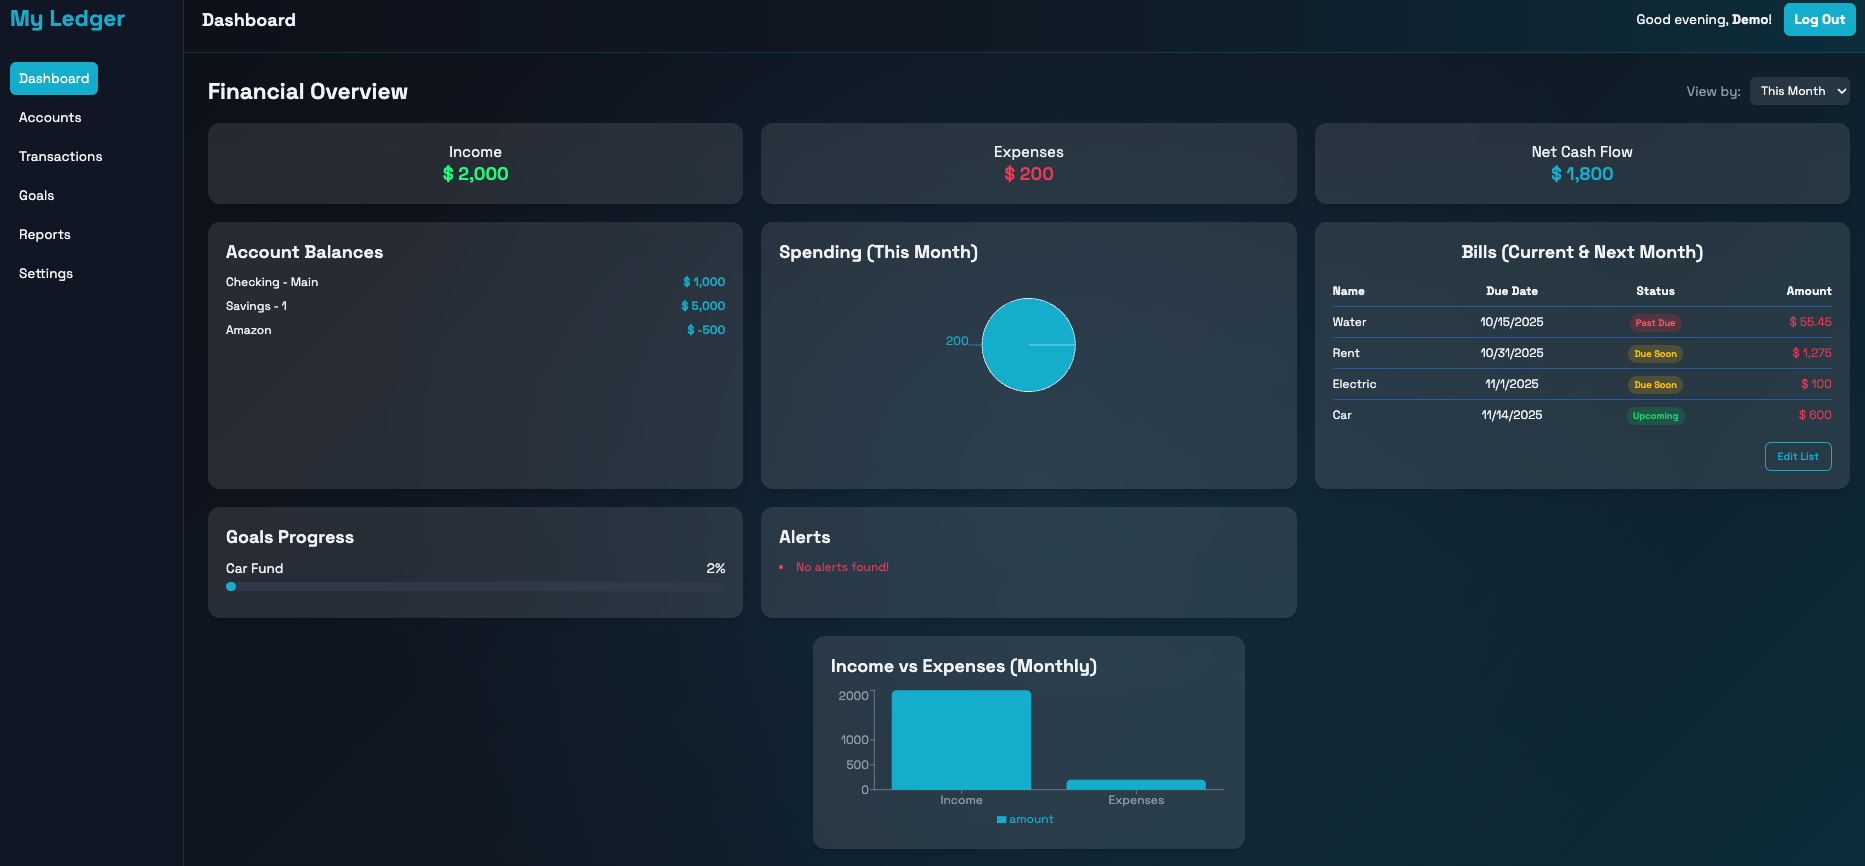 My Ledger
Dashboard
Good evening, Demo!
Log Out
Dashboard
Accounts
Transactions
Goals
Reports
Settings
Financial Overview
View by: This Month
Income
$ 2,000
Expenses
$ 200
Net Cash Flow
$ 1,800
Account Balances
Checking - Main $ 1,000
Savings - 1 $ 5,000
Amazon $ -500
Spending (This Month)
200
Bills (Current & Next Month)
Name Due Date Status Amount
Water 10/15/2025 Past Due $ 55.45
Rent 10/31/2025 Due Soon $ 1,275
Electric 11/1/2025 Due Soon $ 100
Car 11/14/2025 Upcoming $ 600
Edit List
Goals Progress
Car Fund 2%
Alerts
• No alerts found!
Income vs Expenses (Monthly)
2000
1000
500
0
Income Expenses
amount